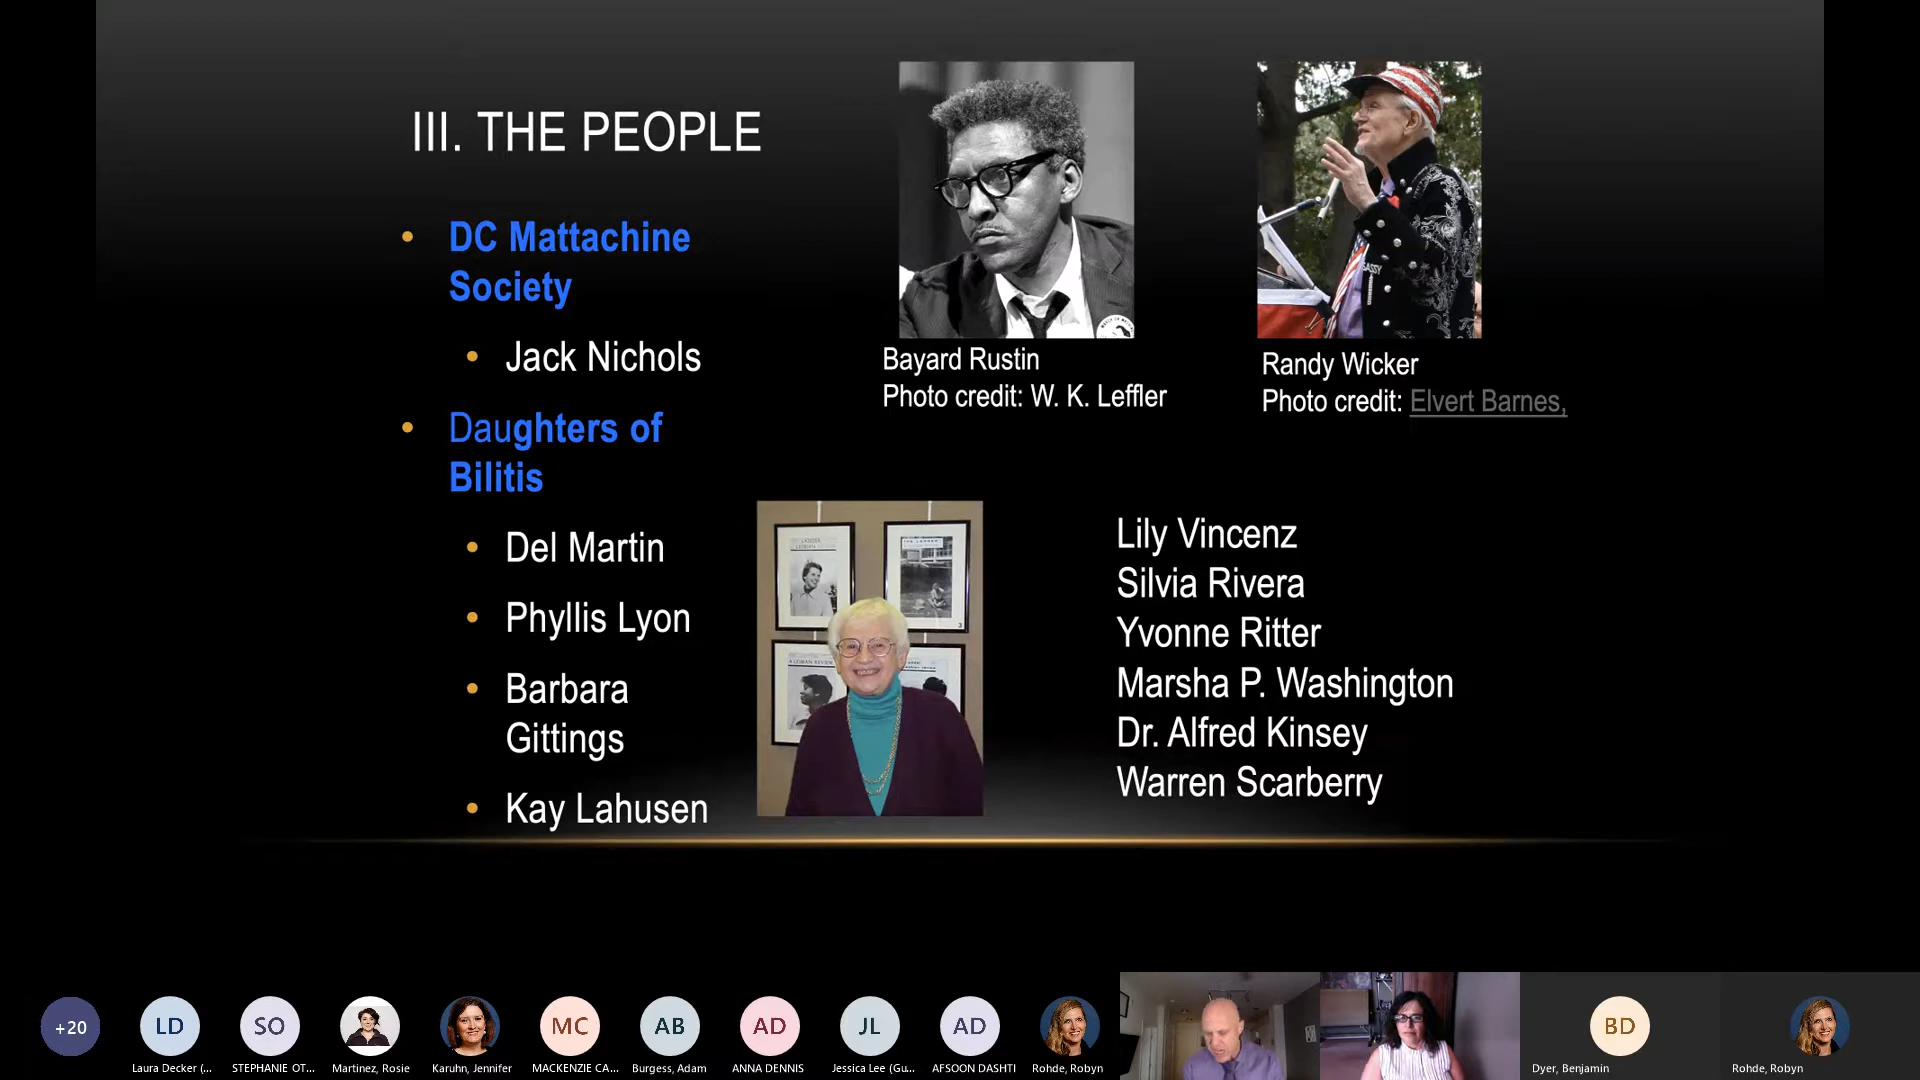 III. THE PEOPLE
DC Mattachine
Society
Jack Nichols
Daughters of
Bilitis
Del Martin
Phyllis Lyon
Barbara
Gittings
Kay Lahusen
Bayard Rustin
Photo credit: W. K. Leffler
Randy Wicker
Photo credit: Elvert Barnes,
Lily Vincenz
Silvia Rivera
Yvonne Ritter
Marsha P. Washington
Dr. Alfred Kinsey
Warren Scarberry
+20
LD
SO
MC
AB
AD
JL
AD
BD
Laura Decker (...
STEPHANIE OT...
Martinez, Rosie
Karuhn, Jennifer
MACKENZIE CA...
Burgess, Adam
ANNA DENNIS
Jessica Lee (Gu...
AFSOON DASHTI
Rohde, Robyn
Dyer, Benjamin
Rohde, Robyn